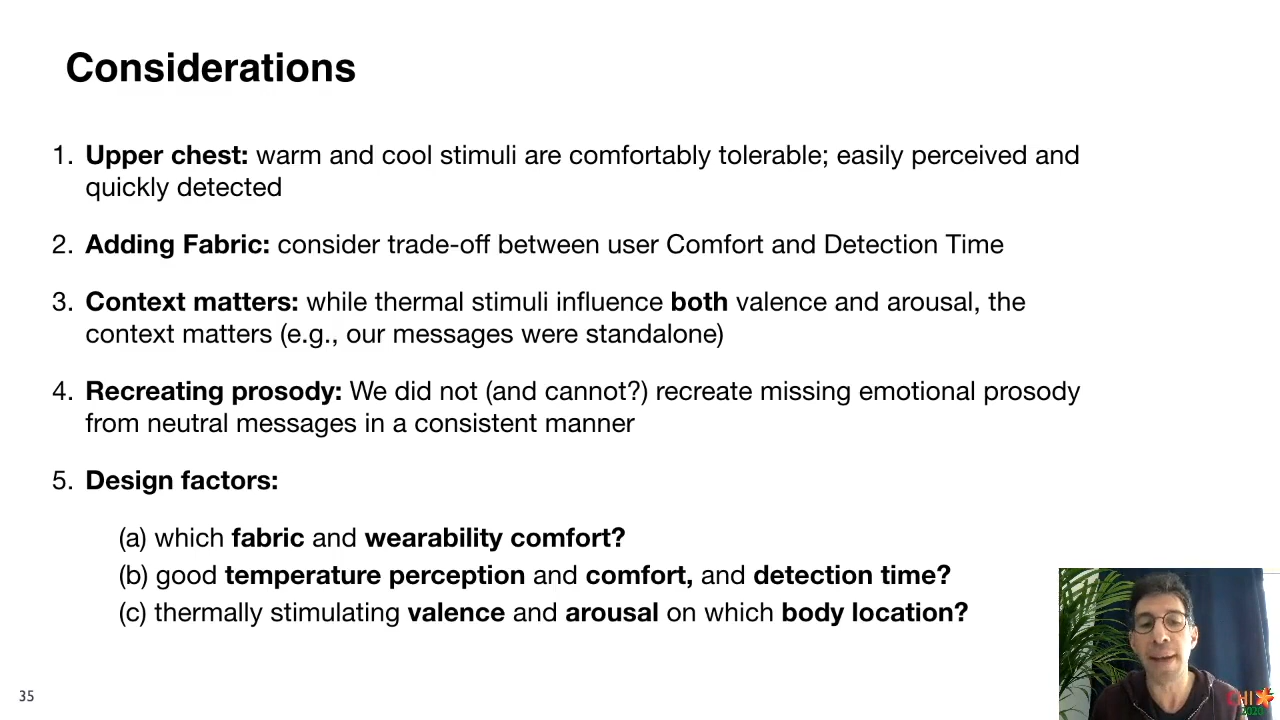 Considerations
1. Upper chest: warm and cool stimuli are comfortably tolerable; easily perceived and
quickly detected
2. Adding Fabric: consider trade-off between user Comfort and Detection Time
3. Context matters: while thermal stimuli influence both valence and arousal, the
context matters (e.g., our messages were standalone)
4. Recreating prosody: We did not (and cannot?) recreate missing emotional prosody
from neutral messages in a consistent manner
5. Design factors:
(a) which fabric and wearability comfort?
(b) good temperature perception and comfort, and detection time?
(c) thermally stimulating valence and arousal on which body location?
35
CHI
2020